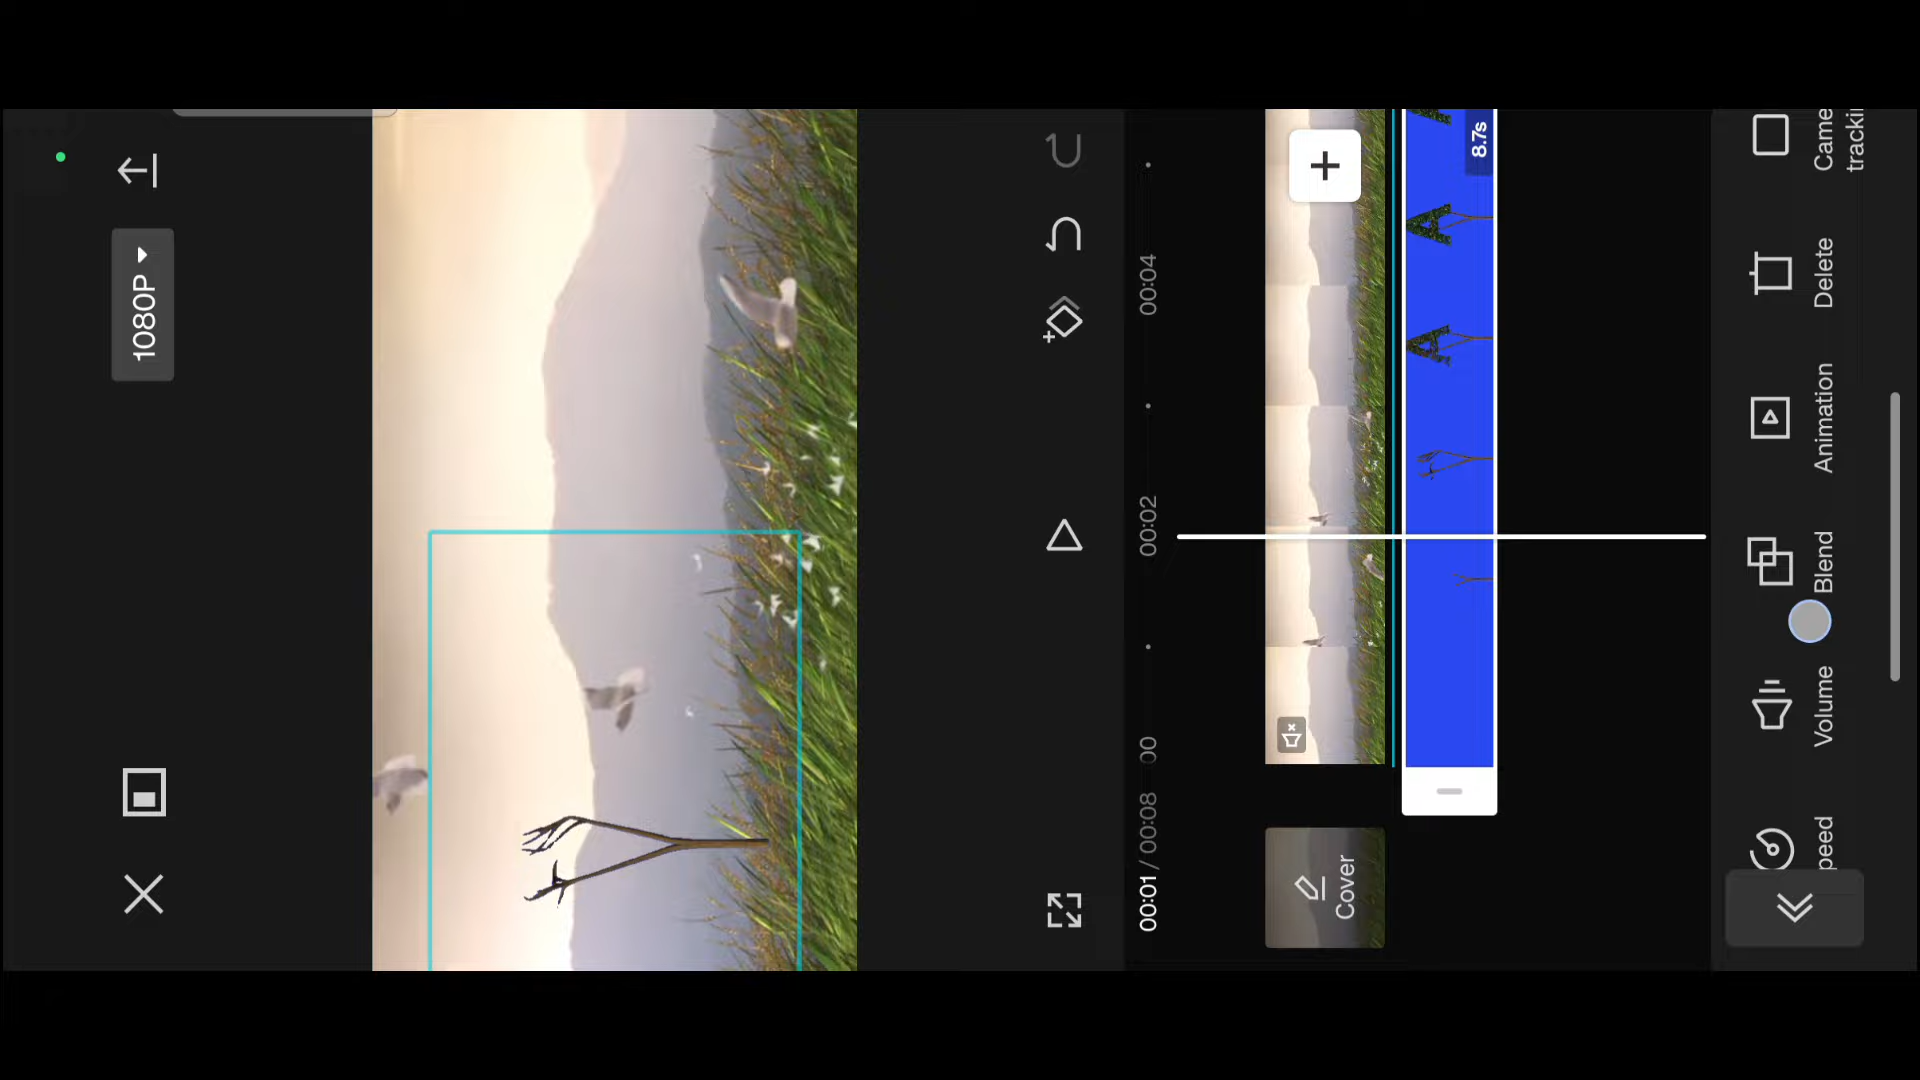 1080P
00:01 / 00:08
00
00:02
00:04
Cover
8.7s
A
A
peed
Volume
Blend
Animation
Delete
Came
tracki